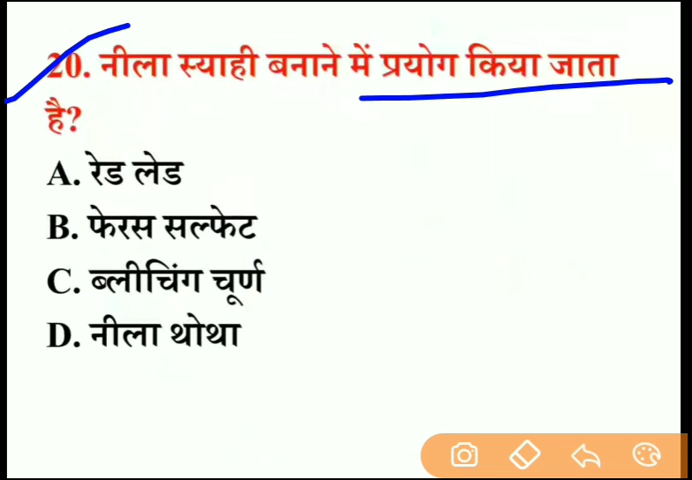 20. नीला स्याही बनाने में प्रयोग किया जाता
है?
A. रेड लेड
B. फेरस सल्फेट
C. ब्लीचिंग चूर्ण
D. नीला थोथा